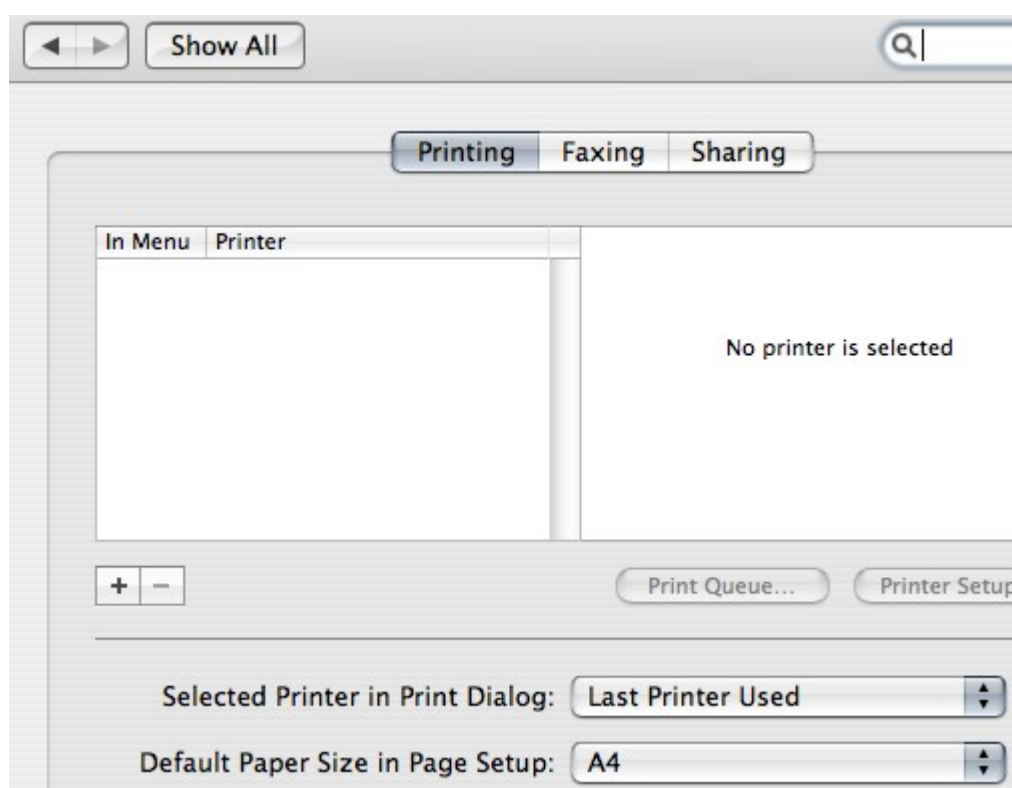 Show All
Printing Faxing Sharing
In Menu Printer
No printer is selected
+ −
Print Queue... Printer Setup
Selected Printer in Print Dialog: Last Printer Used
Default Paper Size in Page Setup: A4